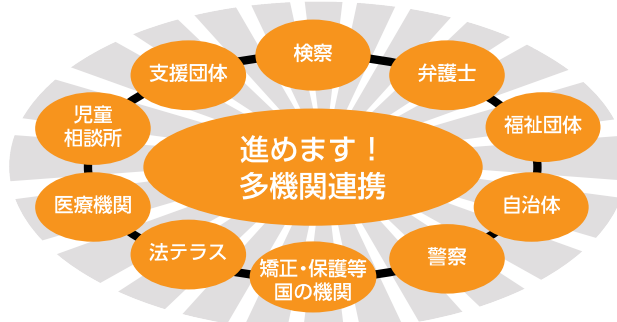 検察
支援団体
弁護士
児童
相談所
福祉団体
進めます！
多機関連携
医療機関
自治体
法テラス
警察
矯正・保護等
国の機関